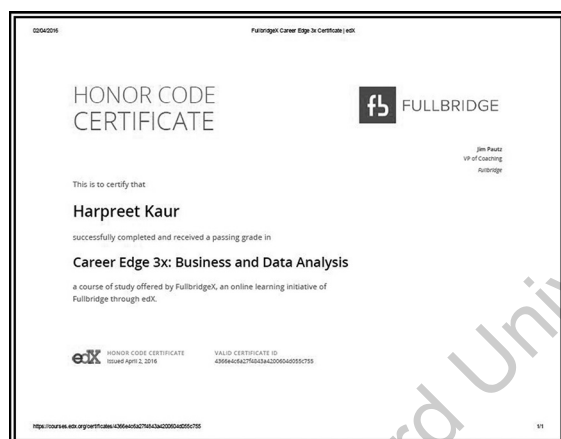 02/04/2016 FullbridgeX Career Edge 3x Certificate | edX
HONOR CODE
CERTIFICATE
fb FULLBRIDGE
Jim Pautz
VP of Coaching
Fullbridge
This is to certify that
Harpreet Kaur
successfully completed and received a passing grade in
Career Edge 3x: Business and Data Analysis
a course of study offered by FullbridgeX, an online learning initiative of
Fullbridge through edX.
edX HONOR CODE CERTIFICATE VALID CERTIFICATE ID
Issued April 2, 2016
1/1